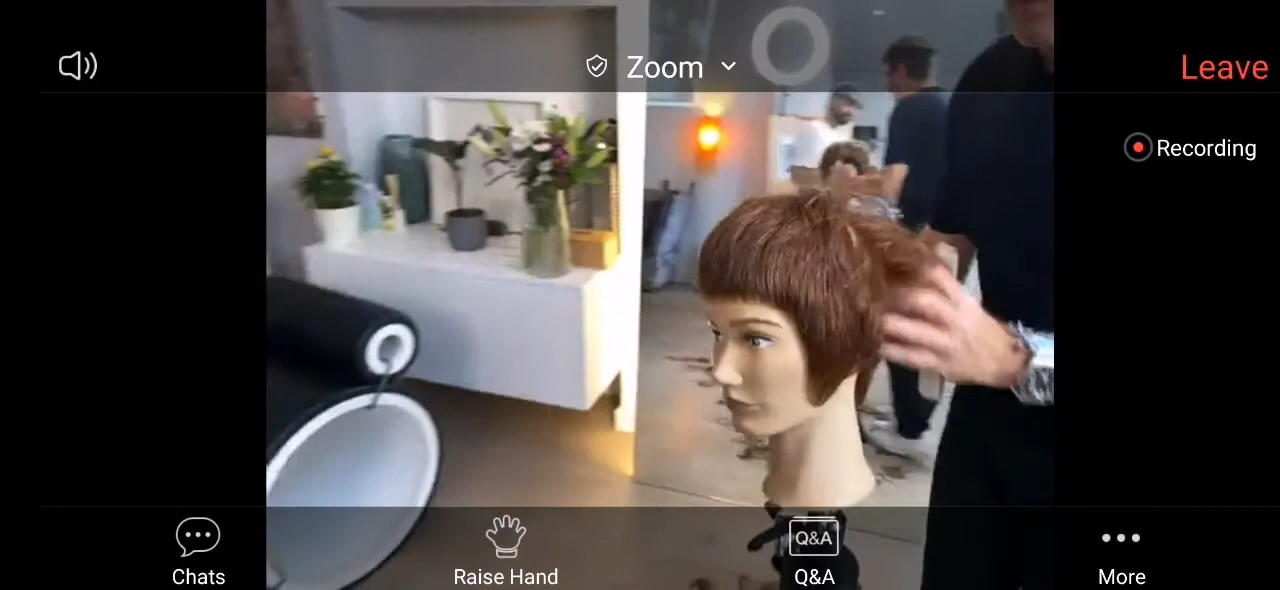 Zoom
Leave
Recording
Q&A
Chats
Raise Hand
Q&A
More